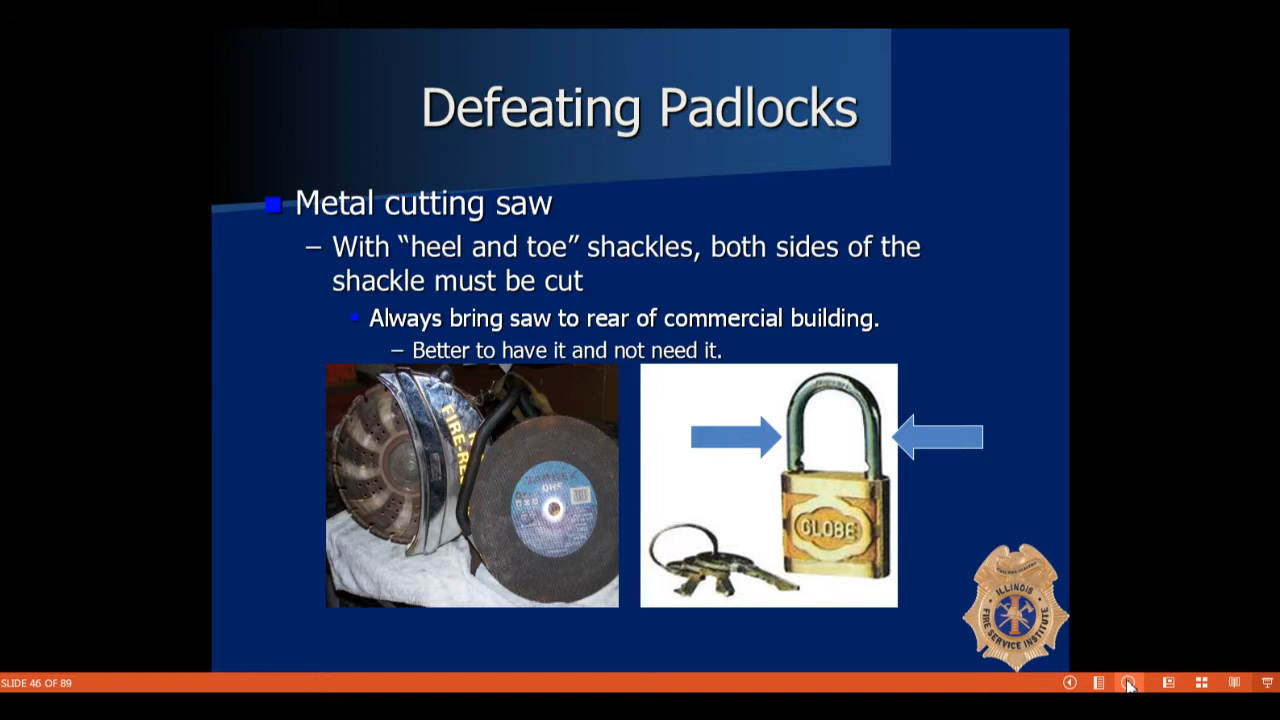 Defeating Padlocks
Metal cutting saw
– With “heel and toe” shackles, both sides of the
shackle must be cut
Always bring saw to rear of commercial building.
– Better to have it and not need it.
GLOBE
ILLINOIS
FIRE SERVICE INSTITUTE
SLIDE 46 OF 89